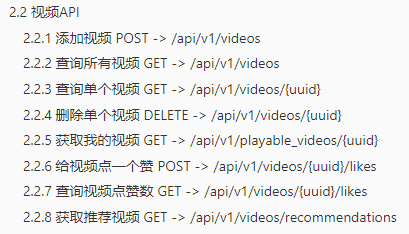 2.2 视频API
2.2.1 添加视频 POST -> /api/v1/videos
2.2.2 查询所有视频 GET -> /api/v1/videos
2.2.3 查询单个视频 GET -> /api/v1/videos/{uuid}
2.2.4 删除单个视频 DELETE -> /api/v1/videos/{uuid}
2.2.5 获取我的视频 GET -> /api/v1/playable_videos/{uuid}
2.2.6 给视频点一个赞 POST -> /api/v1/videos/{uuid}/likes
2.2.7 查询视频点赞数 GET -> /api/v1/videos/{uuid}/likes
2.2.8 获取推荐视频 GET -> /api/v1/videos/recommendations